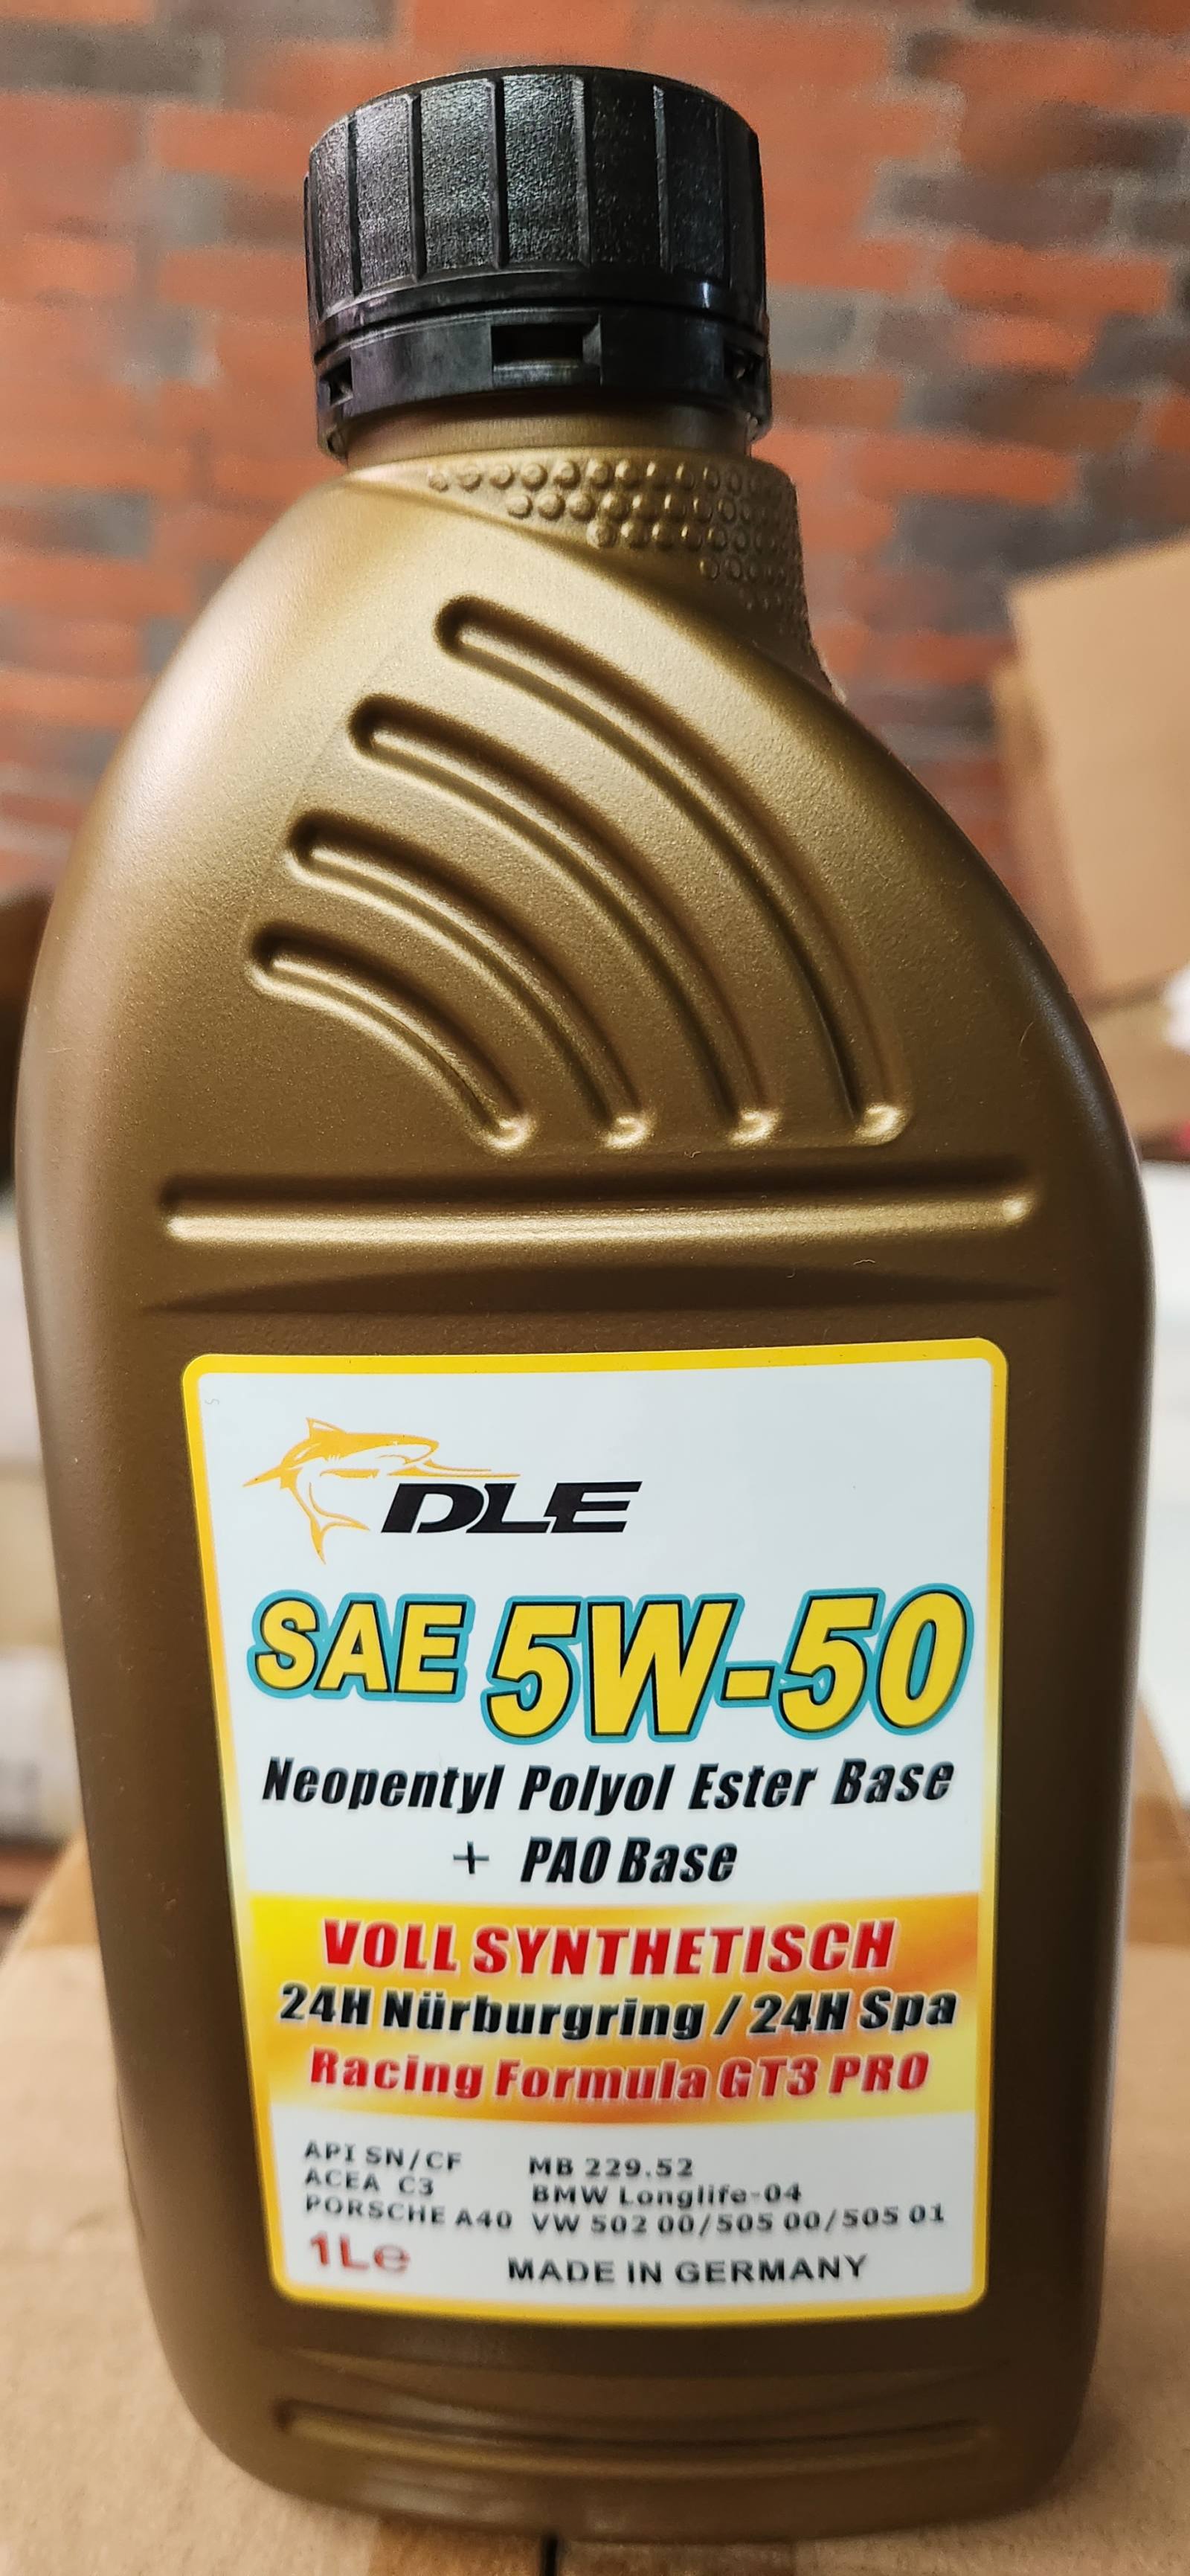 DLE
SAE 5W-50
Neopentyl Polyol Ester Base
+ PAO Base
VOLL SYNTHETISCH
24H Nürburgring / 24H Spa
Racing Formula GT3 PRO
API SN/CF MB 229.52
ACEA C3 BMW Longlife-04
PORSCHE A40 VW 502 00/505 00/505 01
1Le MADE IN GERMANY